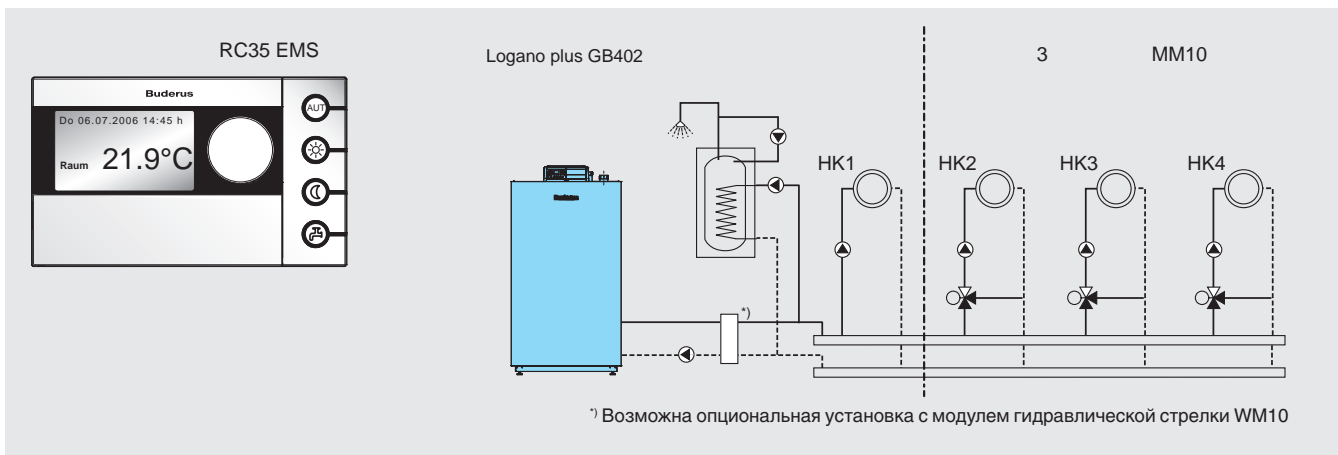 RC35 EMS
Buderus
Do 06.07.2006 14:45 h
Raum 21.9°C
AUT
Logano plus GB402
3 MM10
Buderus
HK1 HK2 HK3 HK4
*)
*) Возможна опциональная установка с модулем гидравлической стрелки WM10